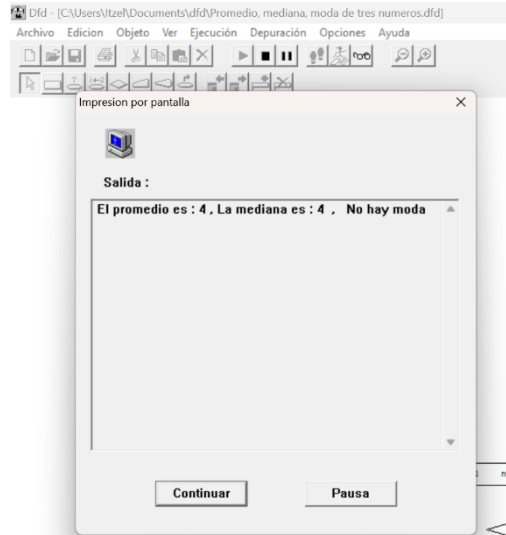 Dfd - [C:\Users\Itzel\Documents\dfd\Promedio, mediana, moda de tres numeros.dfd]
Archivo Edicion Objeto Ver Ejecución Depuración Opciones Ayuda
Impresion por pantalla
Salida :
El promedio es : 4 , La mediana es : 4 , No hay moda
Continuar Pausa